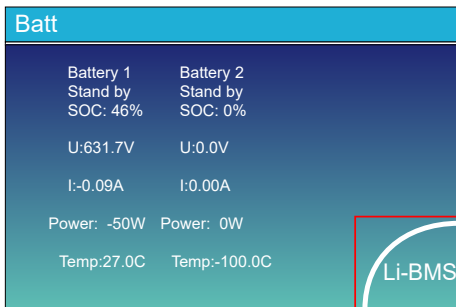 Batt
Battery 1 Battery 2
Stand by Stand by
SOC: 46% SOC: 0%
U:631.7V U:0.0V
I:-0.09A I:0.00A
Power: -50W Power: 0W
Temp:27.0C Temp:-100.0C
Li-BMS